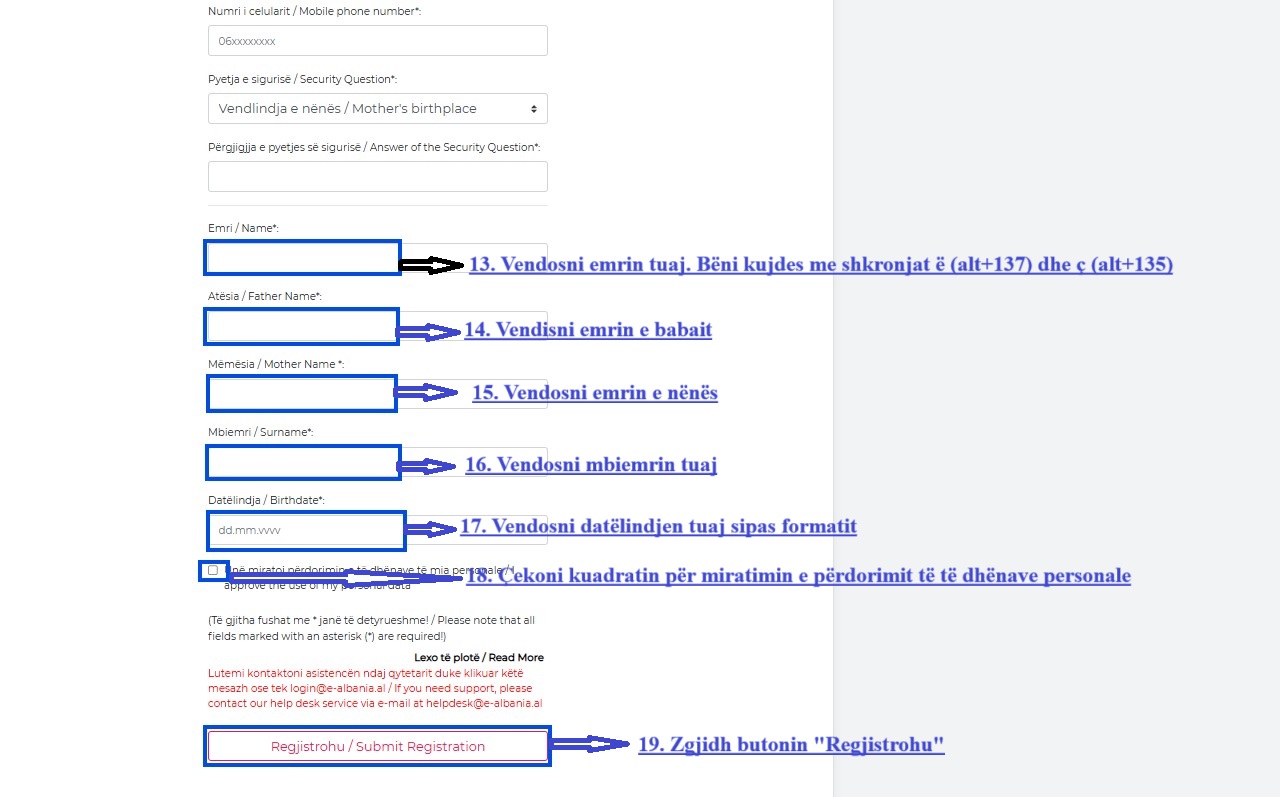 Numri i celularit / Mobile phone number*:
06xxxxxxxx
Pyetja e sigurisë / Security Question*:
Vendlindja e nënës / Mother's birthplace
Përgjigjja e pyetjes së sigurisë / Answer of the Security Question*:
Emri / Name*:
13. Vendosni emrin tuaj. Bëni kujdes me shkronjat ë (alt+137) dhe ç (alt+135)
Atësia / Father Name*:
14. Vendisni emrin e babait
Mëmësia / Mother Name *:
15. Vendosni emrin e nënës
Mbiemri / Surname*:
16. Vendosni mbiemrin tuaj
Datëlindja / Birthdate*:
dd.mm.vvvv
17. Vendosni datëlindjen tuaj sipas formatit
Unë miratoj përdorimin e të dhënave të mia personale / I
approve the use of my personal data
18. Çekoni kuadratin për miratimin e përdorimit të të dhënave personale
(Të gjitha fushat me * janë të detyrueshme! / Please note that all
fields marked with an asterisk (*) are required!)
Lexo të plotë / Read More
Lutemi kontaktoni asistencën ndaj qytetarit duke klikuar këtë
mesazh ose tek login@e-albania.al / If you need support, please
contact our help desk service via e-mail at helpdesk@e-albania.al
Regjistrohu / Submit Registration
19. Zgjidh butonin "Regjistrohu"